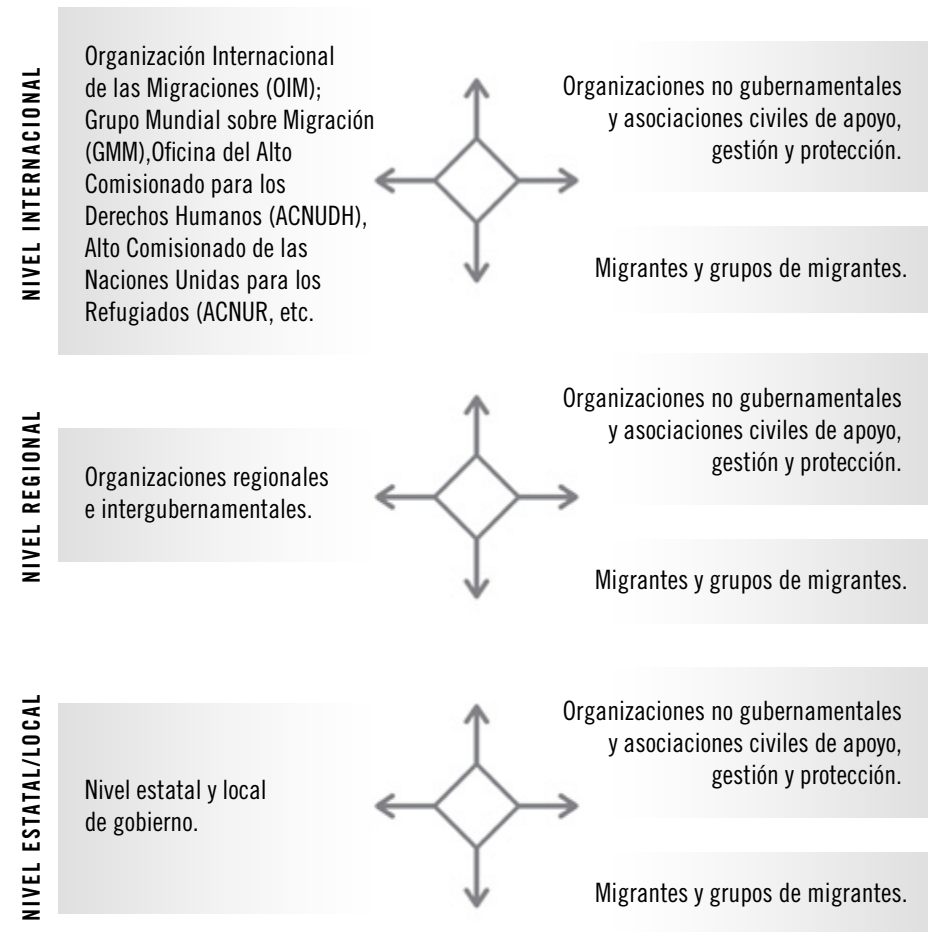 NIVEL INTERNACIONAL
Organización Internacional
de las Migraciones (OIM);
Grupo Mundial sobre Migración
(GMM),Oficina del Alto
Comisionado para los
Derechos Humanos (ACNUDH),
Alto Comisionado de las
Naciones Unidas para los
Refugiados (ACNUR, etc.
Organizaciones no gubernamentales
y asociaciones civiles de apoyo,
gestión y protección.
Migrantes y grupos de migrantes.
NIVEL REGIONAL
Organizaciones regionales
e intergubernamentales.
Organizaciones no gubernamentales
y asociaciones civiles de apoyo,
gestión y protección.
Migrantes y grupos de migrantes.
NIVEL ESTATAL/LOCAL
Nivel estatal y local
de gobierno.
Organizaciones no gubernamentales
y asociaciones civiles de apoyo,
gestión y protección.
Migrantes y grupos de migrantes.